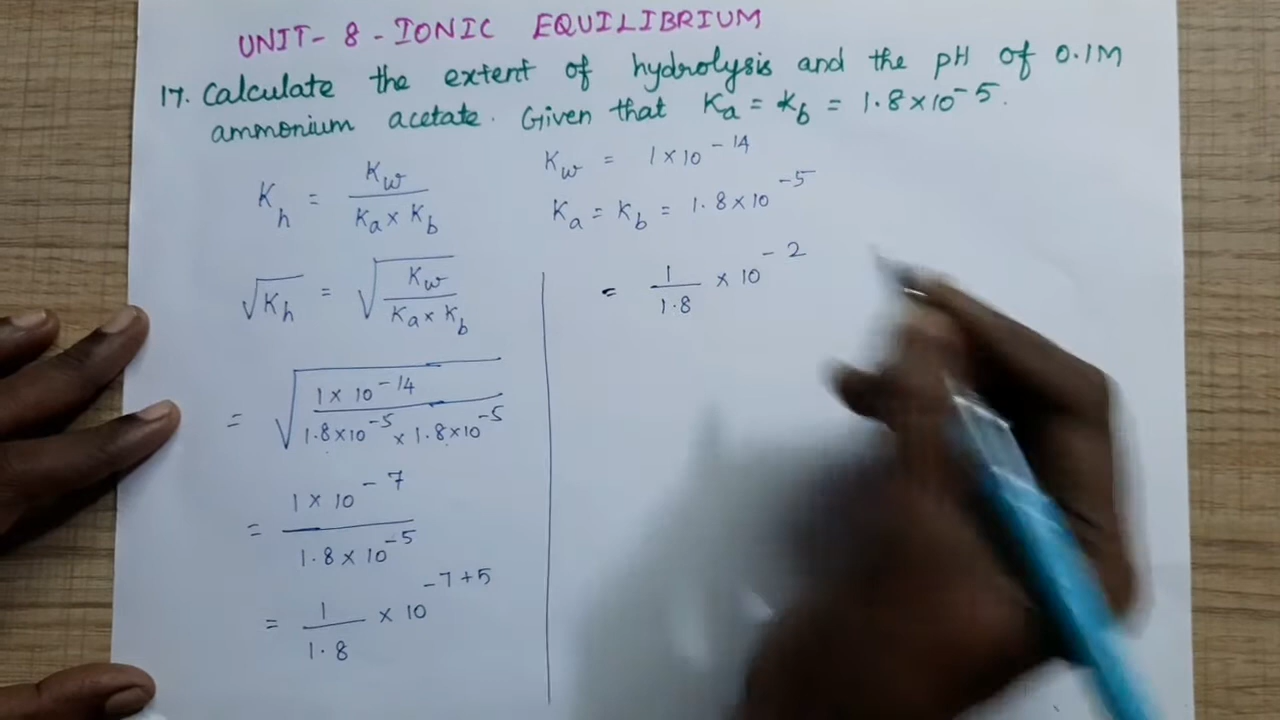 UNIT- 8 - IONIC EQUILIBRIUM
17. Calculate the extent of hydrolysis and the pH of 0.1M
ammonium acetate. Given that Ka = Kb = 1.8 × 10^-5.
Kh = Kw / Ka × Kb
√Kh = √(Kw / Ka × Kb)
= √(1 × 10^-14 / 1.8 × 10^-5 × 1.8 × 10^-5)
= 1 × 10^-7 / 1.8 × 10^-5
= 1/1.8 × 10^-7+5
Kw = 1 × 10^-14
Ka = Kb = 1.8 × 10^-5
= 1/1.8 × 10^-2